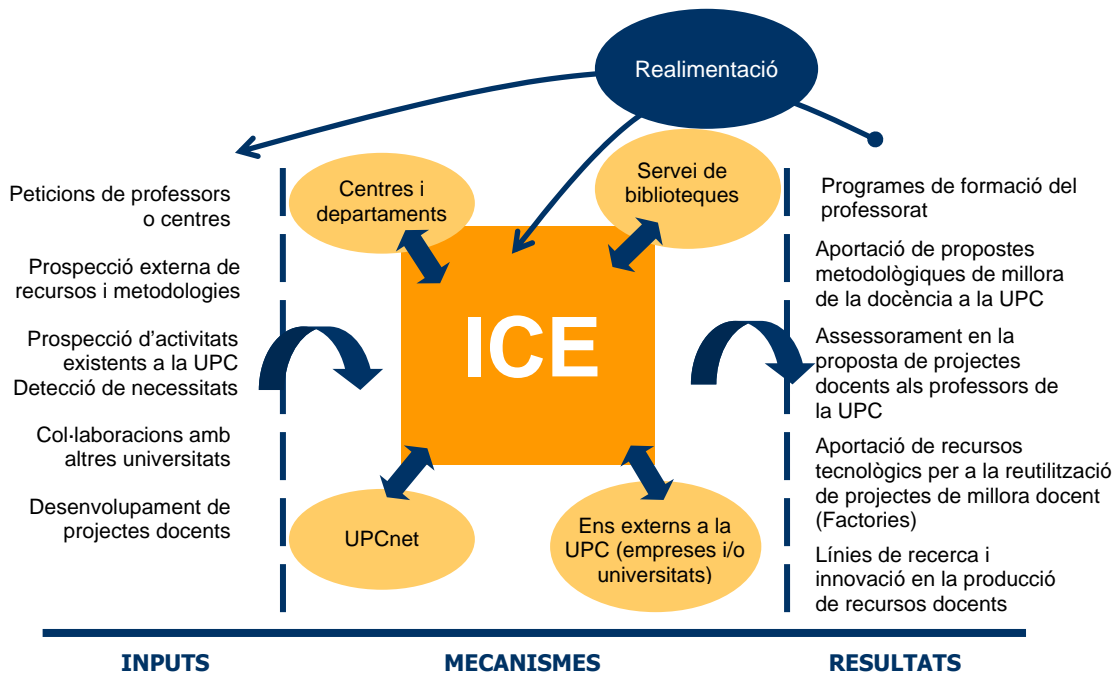 Realimentació
Peticions de professors
o centres
Prospecció externa de
recursos i metodologies
Prospecció d’activitats
existents a la UPC
Detecció de necessitats
Col·laboracions amb
altres universitats
Desenvolupament de
projectes docents
Centres i
departaments
Servei de
biblioteques
ICE
UPCnet
Ens externs a la
UPC (empreses i/o
universitats)
Programes de formació del
professorat
Aportació de propostes
metodològiques de millora
de la docència a la UPC
Assessorament en la
proposta de projectes
docents als professors de
la UPC
Aportació de recursos
tecnològics per a la reutilització
de projectes de millora docent
(Factories)
Línies de recerca i
innovació en la producció
de recursos docents
INPUTS
MECANISMES
RESULTATS